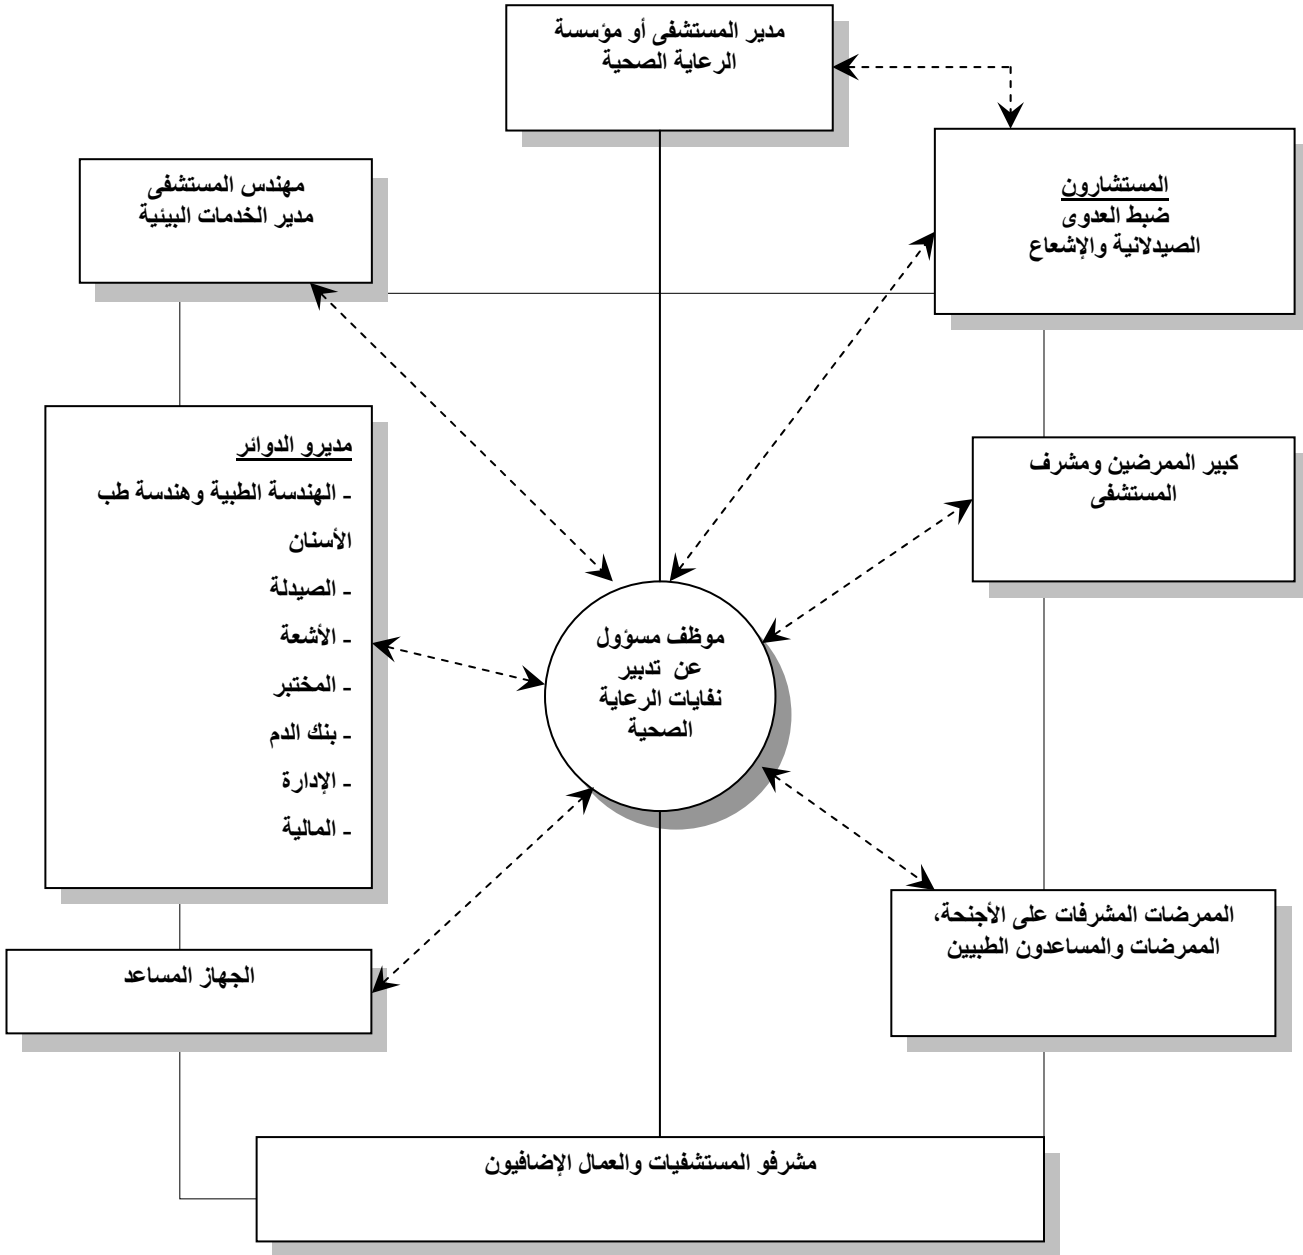 مدير المستشفى أو مؤسسة
الرعاية الصحية
المستشارون
ضبط العدوى
الصيدلانية والإشعاع
مهندس المستشفى
مدير الخدمات البيئية
كبير الممرضين ومشرف
المستشفى
مديرو الدوائر
- الهندسة الطبية وهندسة طب
الأسنان
- الصيدلة
- الأشعة
- المختبر
- بنك الدم
- الإدارة
- المالية
موظف مسؤول
عن تدبير
نفايات الرعاية
الصحية
الممرضات المشرفات على الأجنحة،
الممرضات والمساعدون الطبيين
الجهاز المساعد
مشرفو المستشفيات والعمال الإضافيون